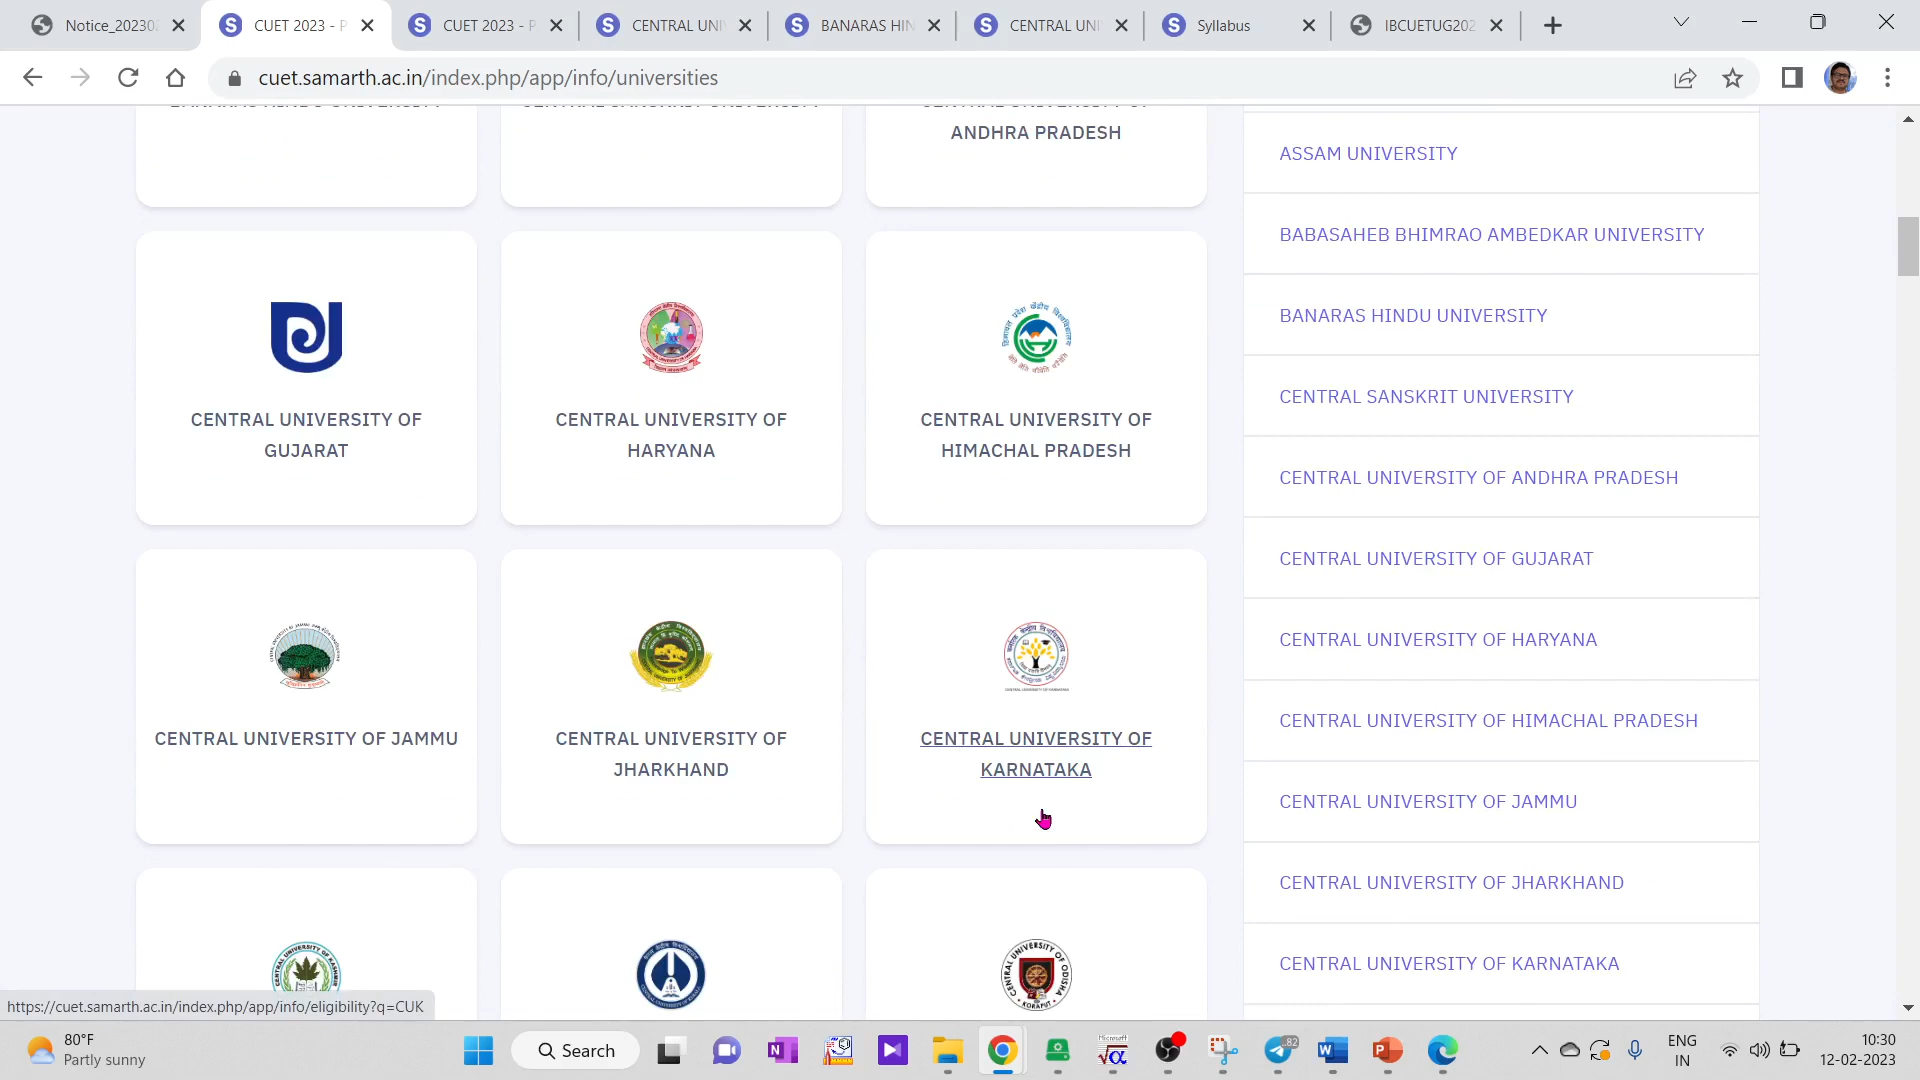 Notice_20230
CUET 2023 - P
CUET 2023 - P
CENTRAL UNI
BANARAS HIN
CENTRAL UNI
Syllabus
IBCUETUG202
cuet.samarth.ac.in/index.php/app/info/universities
ANDHRA PRADESH
CENTRAL UNIVERSITY OF
GUJARAT
CENTRAL UNIVERSITY OF
HARYANA
CENTRAL UNIVERSITY OF
HIMACHAL PRADESH
CENTRAL UNIVERSITY OF JAMMU
CENTRAL UNIVERSITY OF
JHARKHAND
CENTRAL UNIVERSITY OF
KARNATAKA
ASSAM UNIVERSITY
BABASAHEB BHIMRAO AMBEDKAR UNIVERSITY
BANARAS HINDU UNIVERSITY
CENTRAL SANSKRIT UNIVERSITY
CENTRAL UNIVERSITY OF ANDHRA PRADESH
CENTRAL UNIVERSITY OF GUJARAT
CENTRAL UNIVERSITY OF HARYANA
CENTRAL UNIVERSITY OF HIMACHAL PRADESH
CENTRAL UNIVERSITY OF JAMMU
CENTRAL UNIVERSITY OF JHARKHAND
CENTRAL UNIVERSITY OF KARNATAKA
https://cuet.samarth.ac.in/index.php/app/info/eligibility?q=CUK
80°F
Partly sunny
Search
82
ENG
IN
10:30
12-02-2023